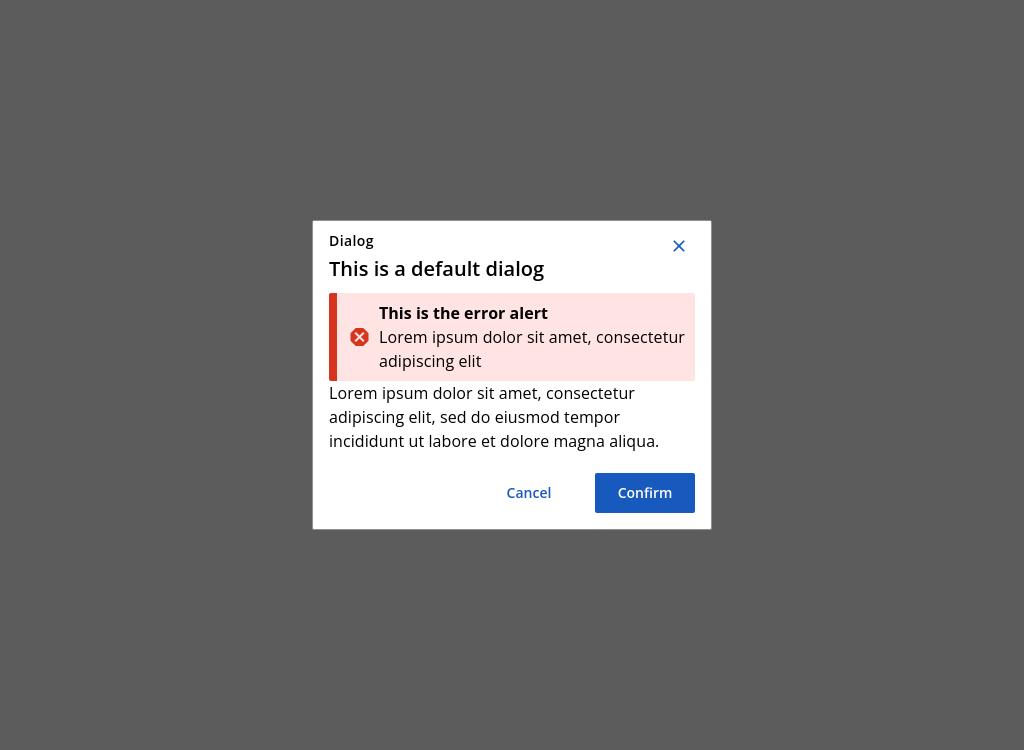 Dialog
This is a default dialog
This is the error alert
Lorem ipsum dolor sit amet, consectetur
adipiscing elit
Lorem ipsum dolor sit amet, consectetur
adipiscing elit, sed do eiusmod tempor
incididunt ut labore et dolore magna aliqua.
Cancel
Confirm